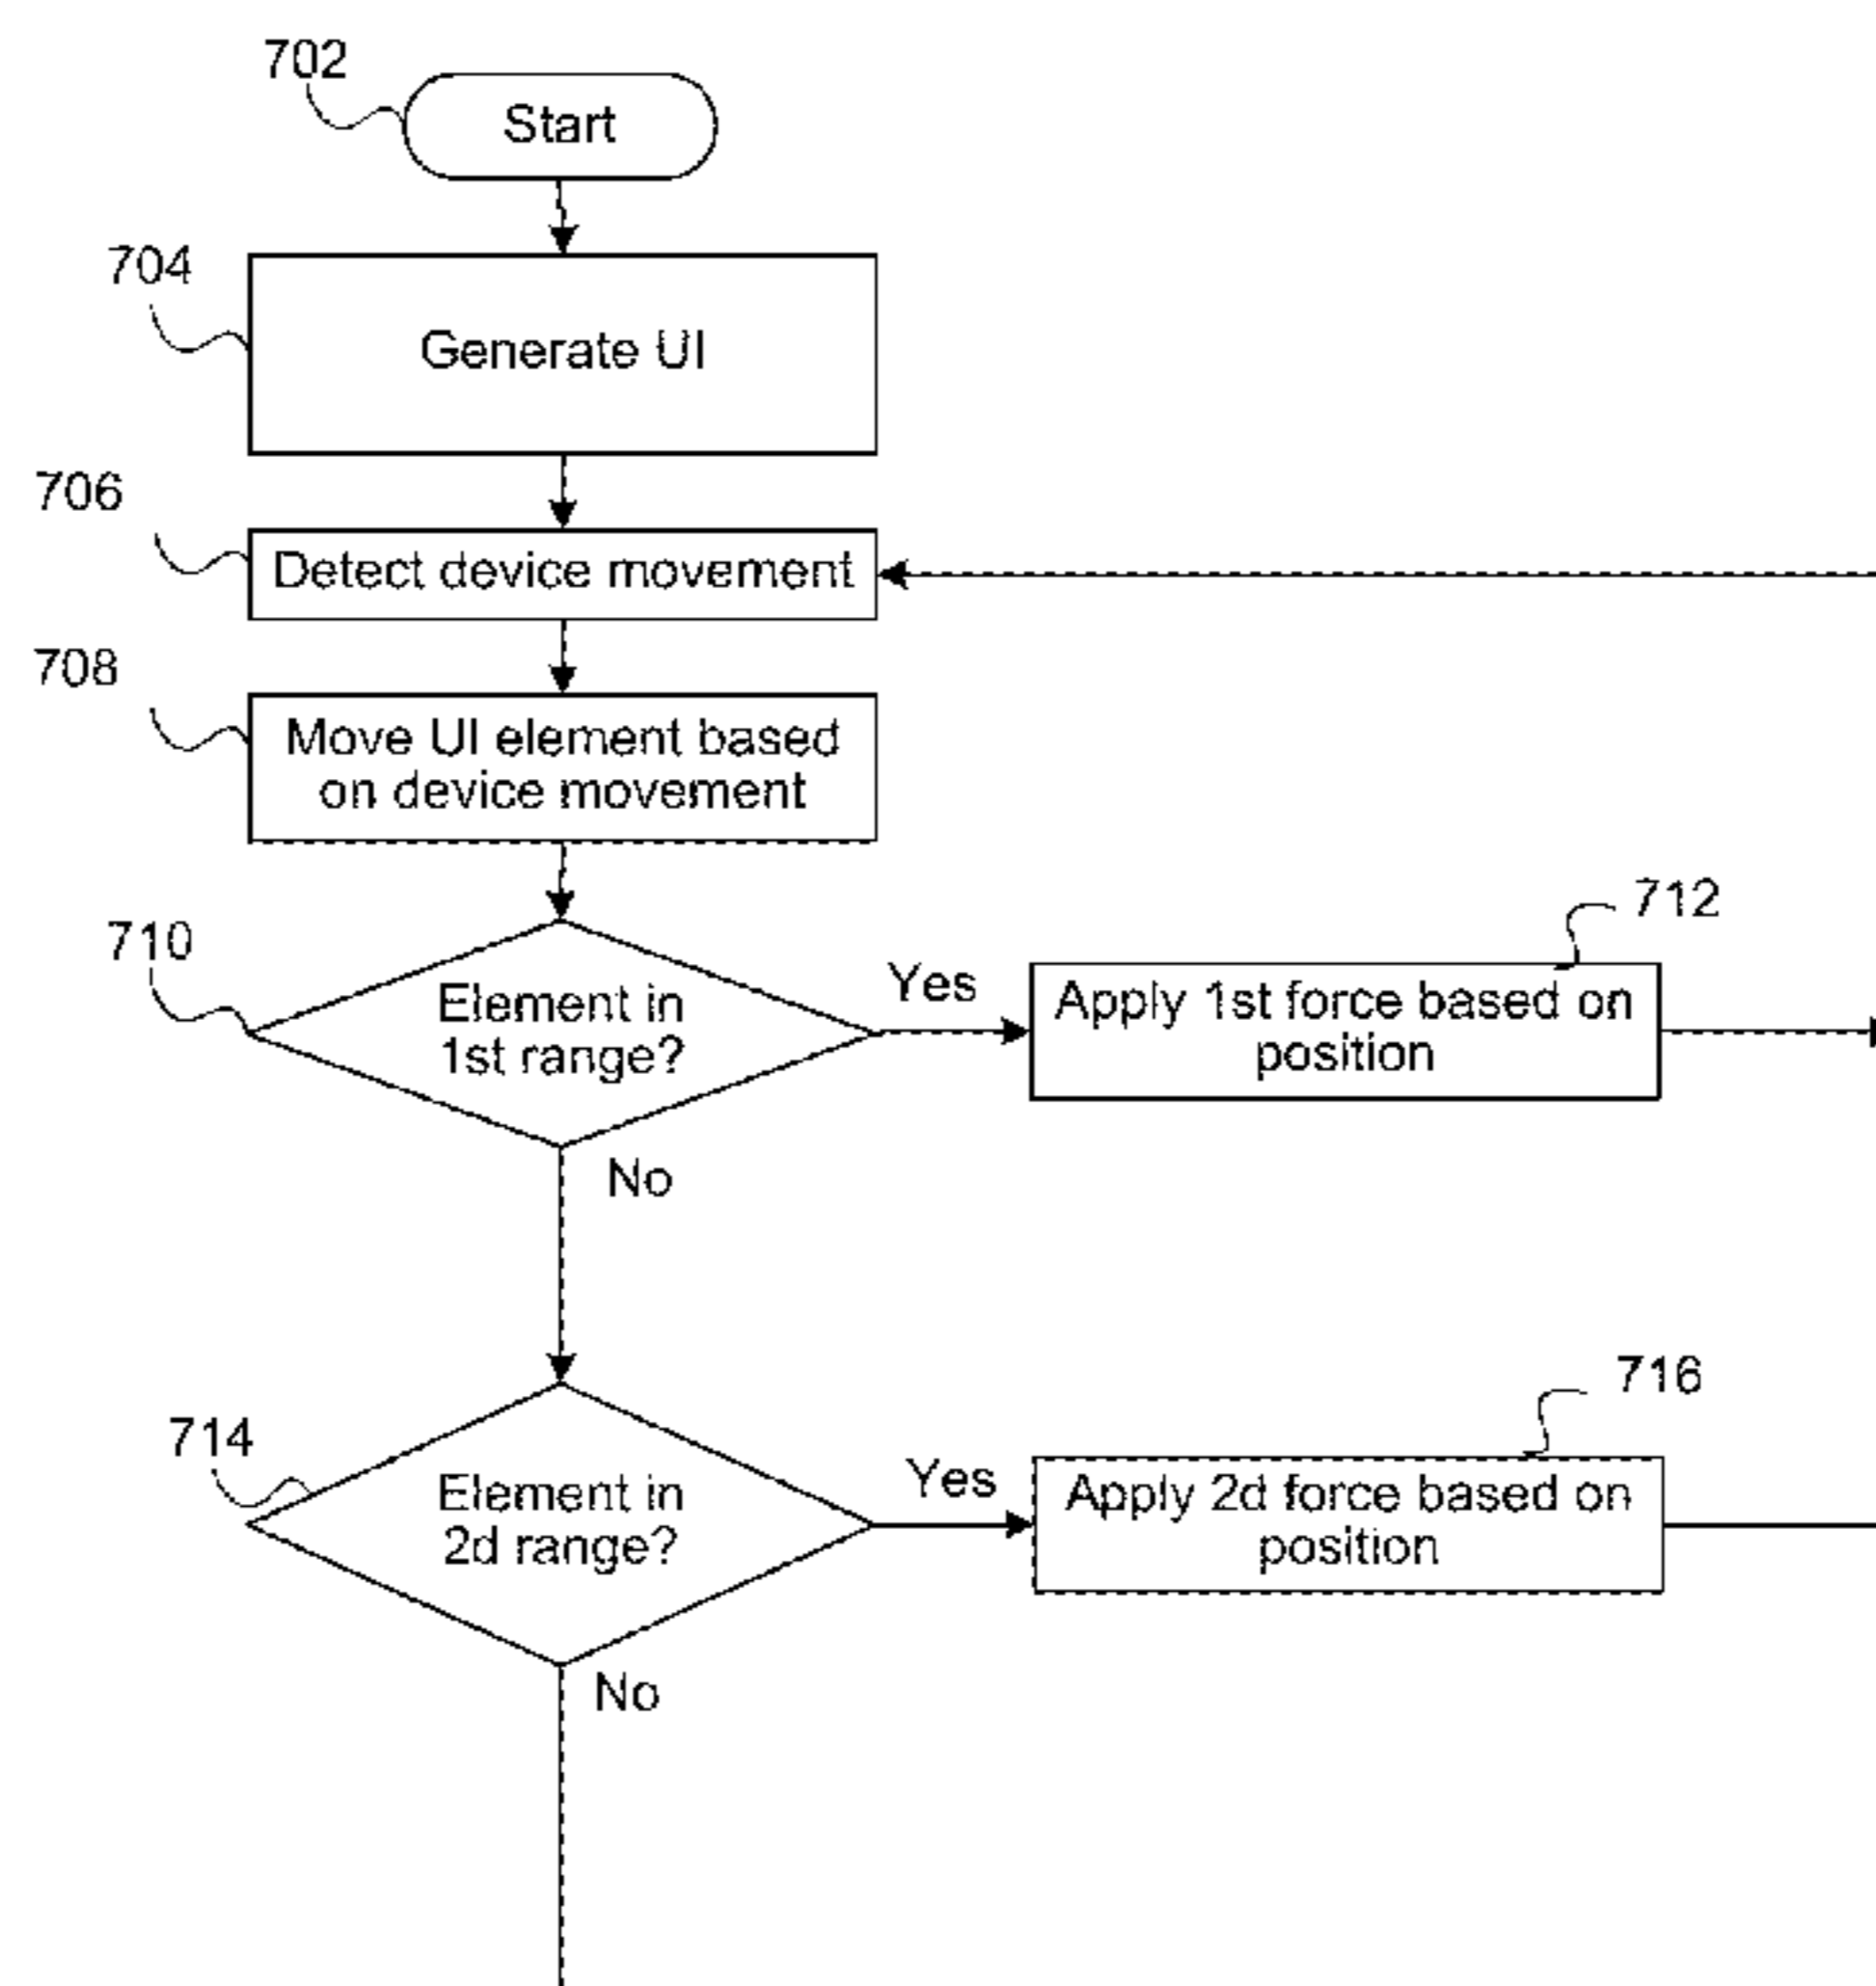 702
Start
704
Generate UI
706
Detect device movement
708
Move UI element based
on device movement
710
Element in
1st range?
Yes
712
Apply 1st force based on
position
No
714
Element in
2d range?
Yes
716
Apply 2d force based on
position
No